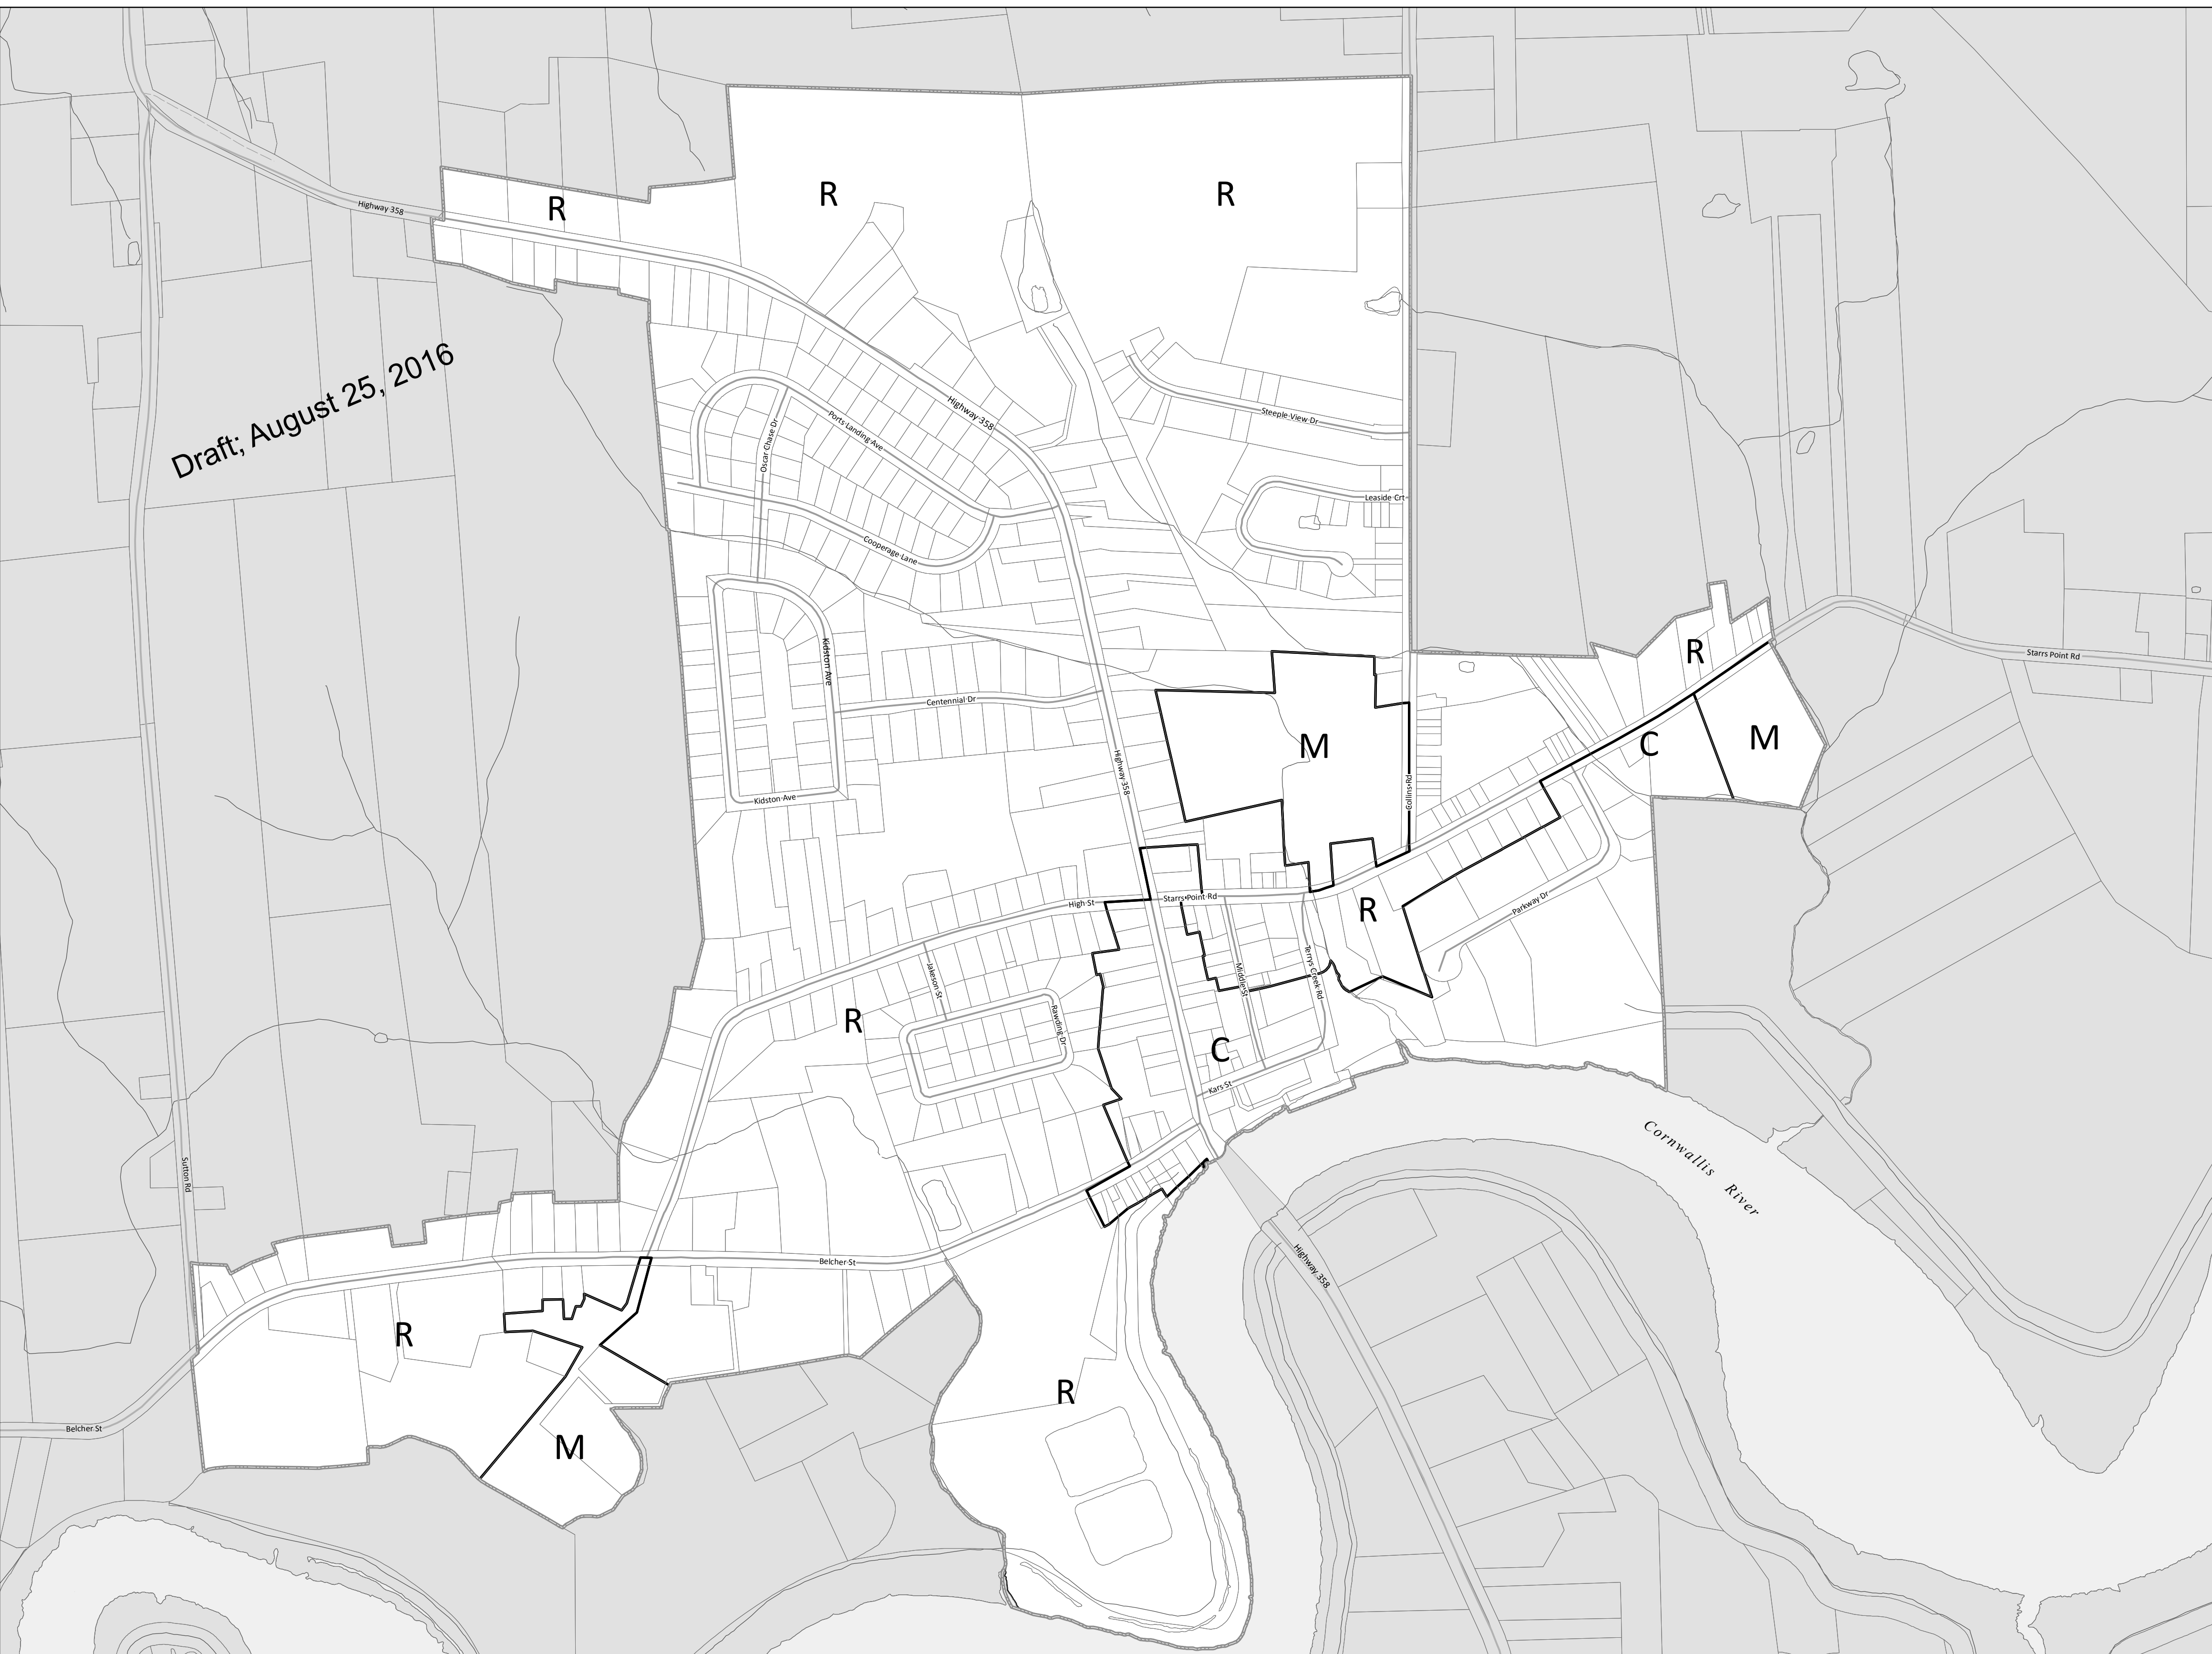 Highway 358
R
R
R
Draft; August 25, 2016
Highway 358
Ports Landing Ave
Oscar Chase Dr
Steeple View Dr
Leaside Crt
Cooperage Lane
Kidston Ave
Centennial Dr
Kidston Ave
Highway 358
M
Collins Rd
R
C
M
Starrs Point Rd
High St
Starrs Point Rd
R
Parkway Dr
Jakeson St
Middle St
Terrys Creek Rd
R
Rawding Dr
C
Kars St
Cornwallis River
Sutton Rd
Belcher St
Highway 358
R
R
Belcher St
M